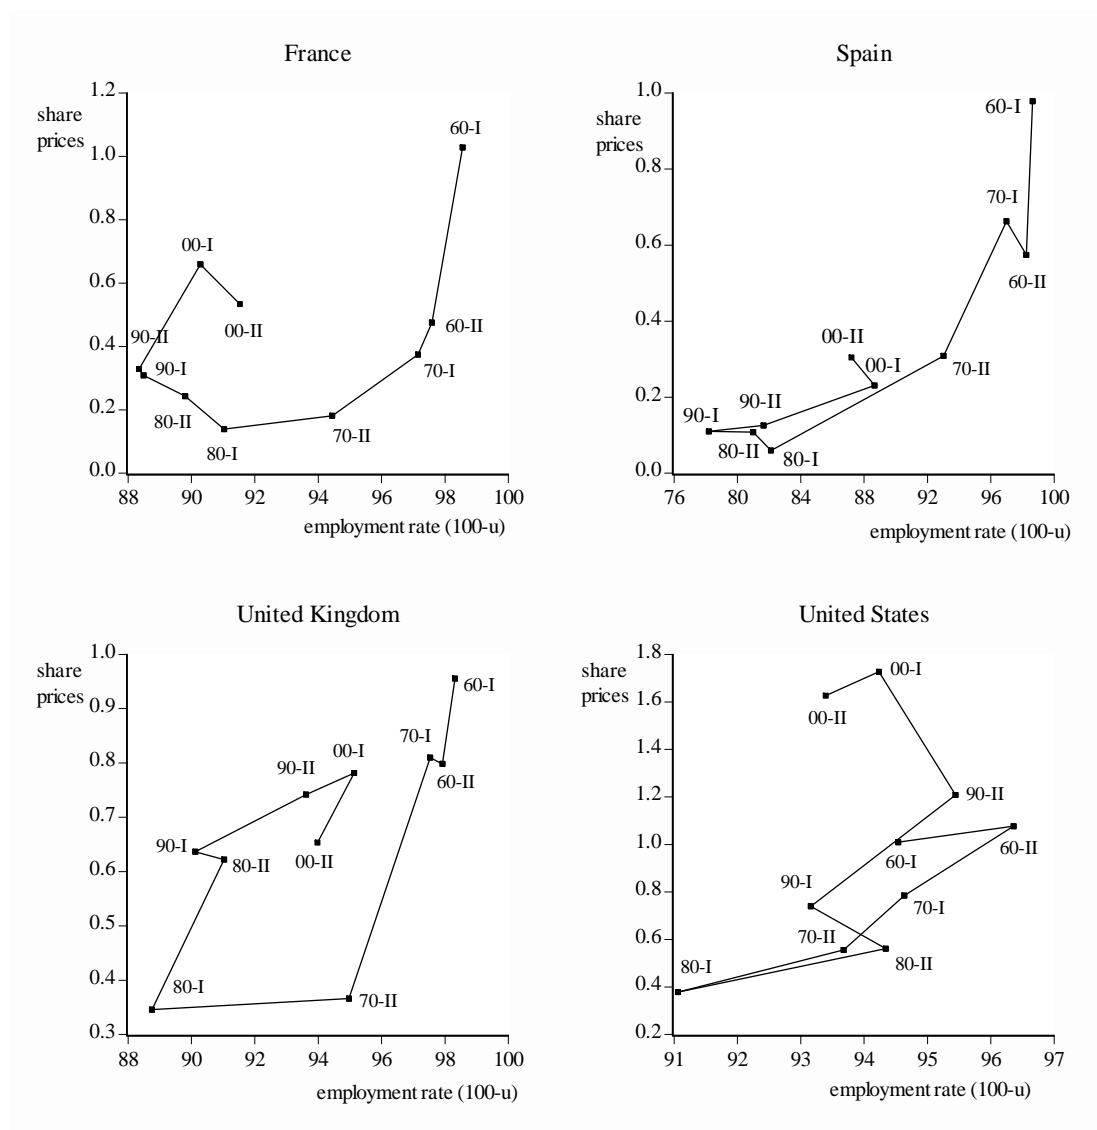 France
share
prices
1.2
1.0
0.8
0.6
0.4
0.2
0.0
60-I
00-I
00-II
60-II
90-II
90-I
70-I
80-II
70-II
80-I
88 90 92 94 96 98 100
employment rate (100-u)
Spain
share
prices
1.0
0.8
0.6
0.4
0.2
0.0
60-I
70-I
60-II
00-II
00-I
70-II
90-II
90-I
80-II
80-I
76 80 84 88 92 96 100
employment rate (100-u)
United Kingdom
share
prices
1.0
0.9
0.8
0.7
0.6
0.5
0.4
0.3
60-I
70-I
00-I
90-II
60-II
90-I
00-II
80-II
80-I
70-II
88 90 92 94 96 98 100
employment rate (100-u)
United States
share
prices
1.8
1.6
1.4
1.2
1.0
0.8
0.6
0.4
0.2
00-I
00-II
90-II
60-II
60-I
90-I
70-I
70-II
80-II
80-I
91 92 93 94 95 96 97
employment rate (100-u)